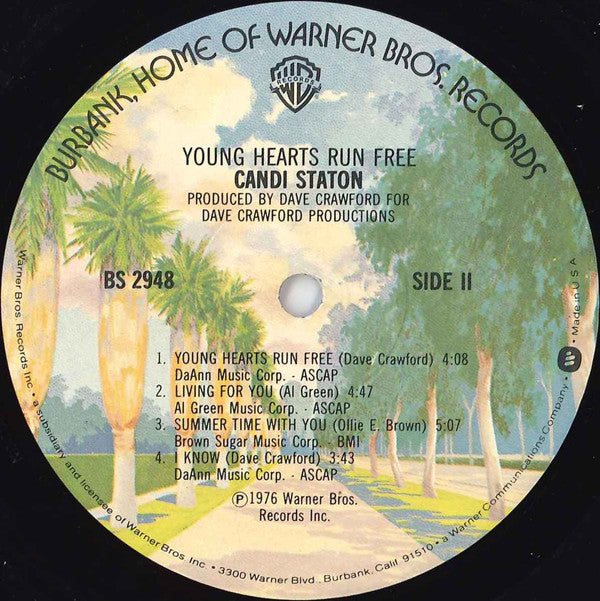 BURBANK, HOME OF WARNER BROS. RECORDS
WB
RECORDS
YOUNG HEARTS RUN FREE
CANDI STATON
PRODUCED BY DAVE CRAWFORD FOR
DAVE CRAWFORD PRODUCTIONS
BS 2948
SIDE II
1. YOUNG HEARTS RUN FREE (Dave Crawford) 4:08
DaAnn Music Corp. - ASCAP
2. LIVING FOR YOU (Al Green) 4:47
Al Green Music Corp. - ASCAP
3. SUMMER TIME WITH YOU (Ollie E. Brown) 5:07
Brown Sugar Music Corp. - BMI
4. I KNOW (Dave Crawford) 3:43
DaAnn Music Corp. - ASCAP
Ⓟ1976 Warner Bros.
Records Inc.
Warner Bros. Records Inc. • a subsidiary and licensee of Warner Bros. Inc. • 3300 Warner Blvd., Burbank, Calif. 91510 • a Warner Communications Company • Made in U S A